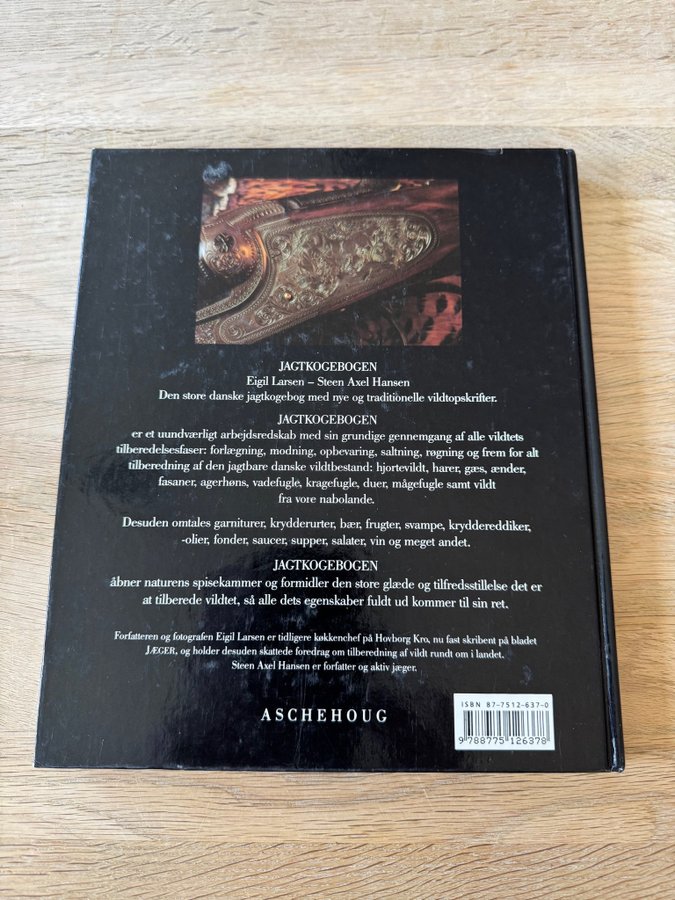 JAGTKOGEBOGEN
Eigil Larsen – Steen Axel Hansen
Den store danske jagtkogebog med nye og traditionelle vildtopskrifter.
JAGTKOGEBOGEN
er et uundværligt arbejdsredskab med sin grundige gennemgang af alle vildtets
tilberedelsesfaser: forlægning, modning, opbevaring, saltning, røgning og frem for alt
tilberedning af den jagtbare danske vildtbestand: hjortevildt, harer, gæs, ænder,
fasaner, agerhøns, vadefugle, kragefugle, duer, mågefugle samt vildt
fra vore nabolande.
Desuden omtales garniturer, krydderurter, bær, frugter, svampe, kryddereddiker,
-olier, fonder, saucer, supper, salater, vin og meget andet.
JAGTKOGEBOGEN
åbner naturens spisekammer og formidler den store glæde og tilfredsstillelse det er
at tilberede vildtet, så alle dets egenskaber fuldt ud kommer til sin ret.
Forfatteren og fotografen Eigil Larsen er tidligere køkkenchef på Hovborg Kro, nu fast skribent på bladet
JÆGER, og holder desuden skattede foredrag om tilberedning af vildt rundt om i landet.
Steen Axel Hansen er forfatter og aktiv jæger.
ASCHEHOUG
ISBN 87-7512-637-0
9 788775 126378